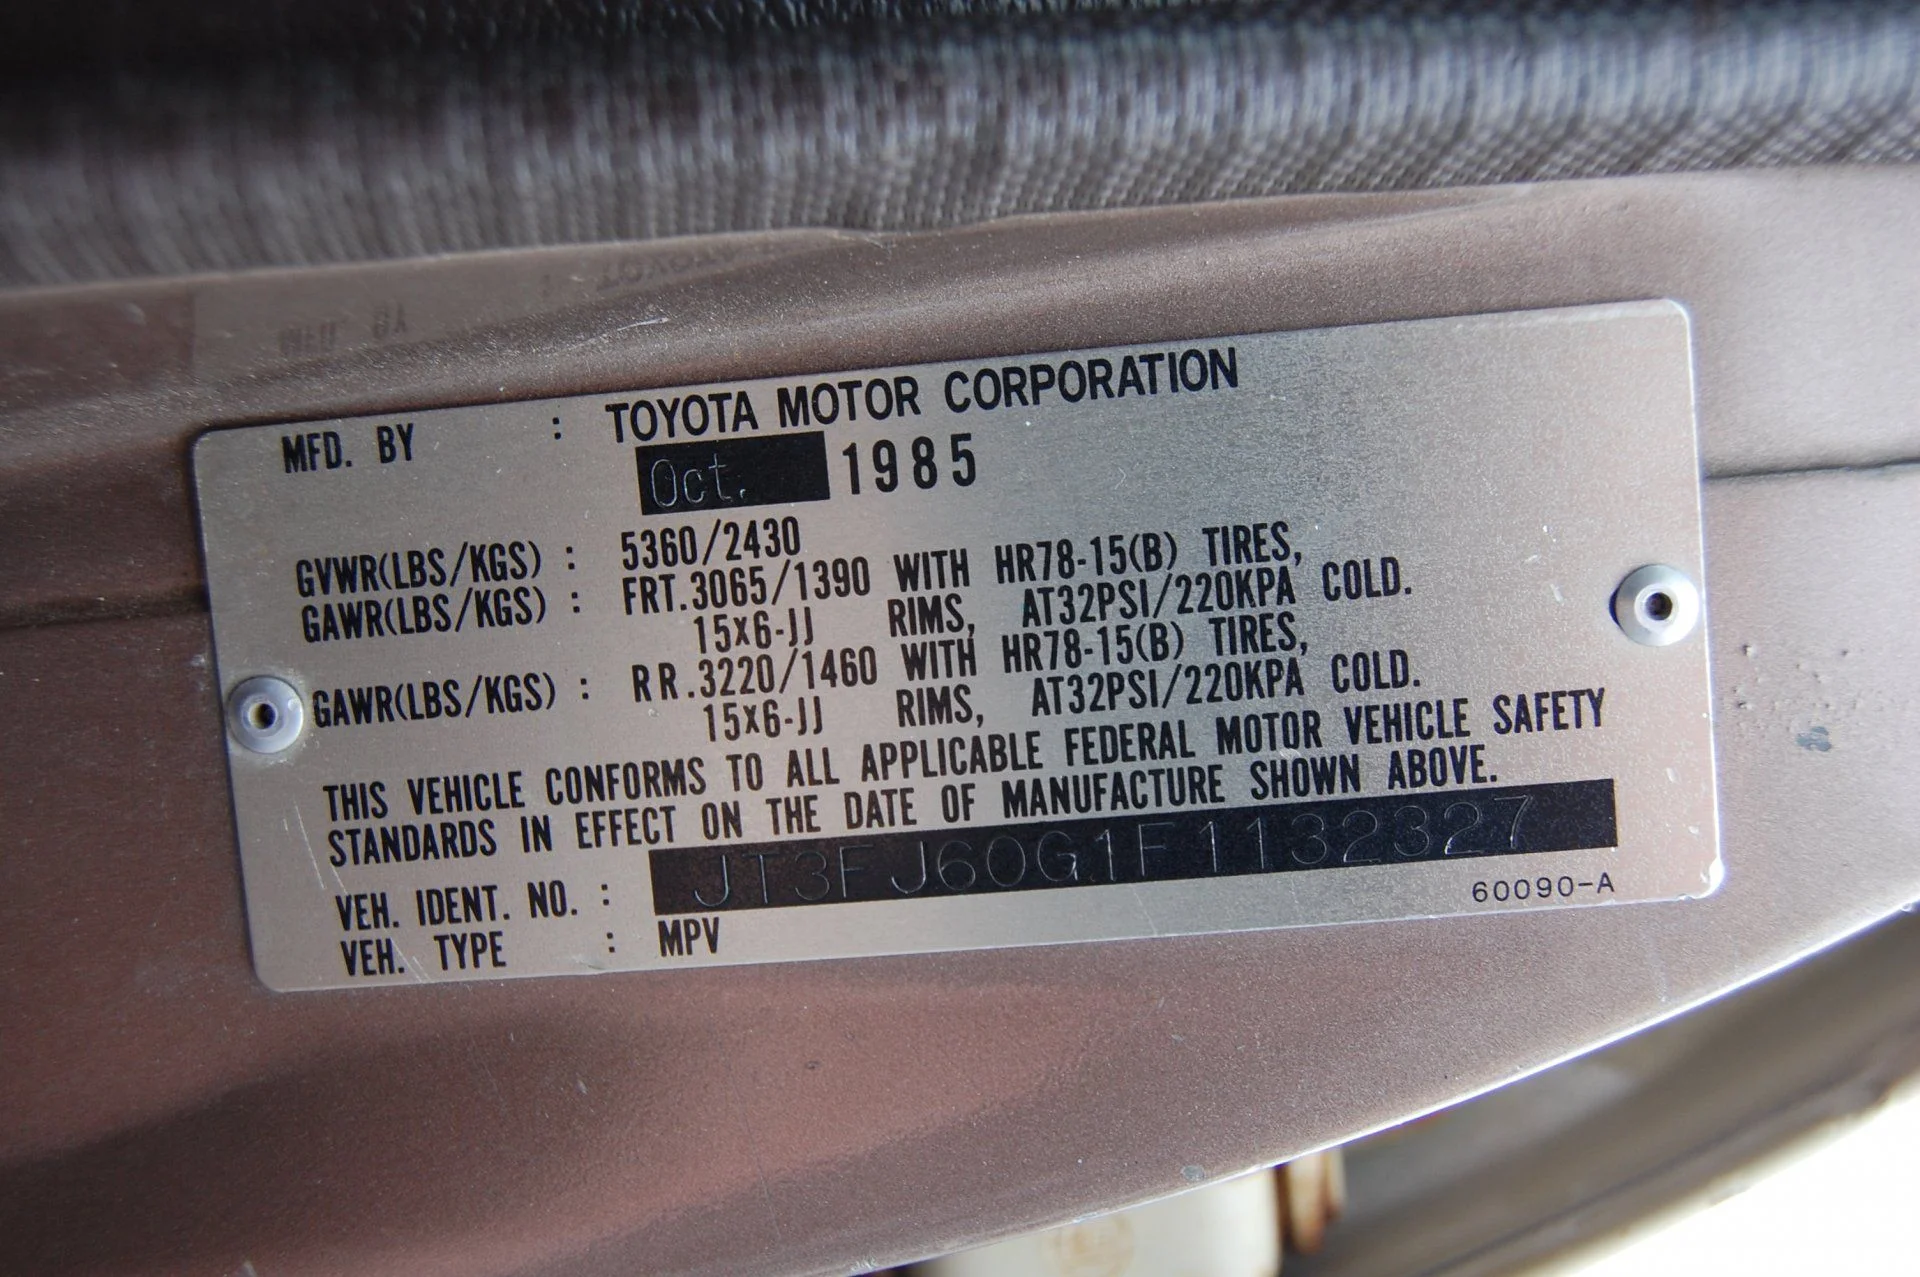 MFD. BY : TOYOTA MOTOR CORPORATION
Oct. 1985
GVWR(LBS/KGS) : 5360/2430
GAWR(LBS/KGS) : FRT.3065/1390 WITH HR78-15(B) TIRES,
15x6-JJ RIMS, AT32PSI/220KPA COLD.
GAWR(LBS/KGS) : RR.3220/1460 WITH HR78-15(B) TIRES,
15x6-JJ RIMS, AT32PSI/220KPA COLD.
THIS VEHICLE CONFORMS TO ALL APPLICABLE FEDERAL MOTOR VEHICLE SAFETY
STANDARDS IN EFFECT ON THE DATE OF MANUFACTURE SHOWN ABOVE.
VEH. IDENT. NO. : JT3FJ60G1F1132327
VEH. TYPE : MPV
60090-A